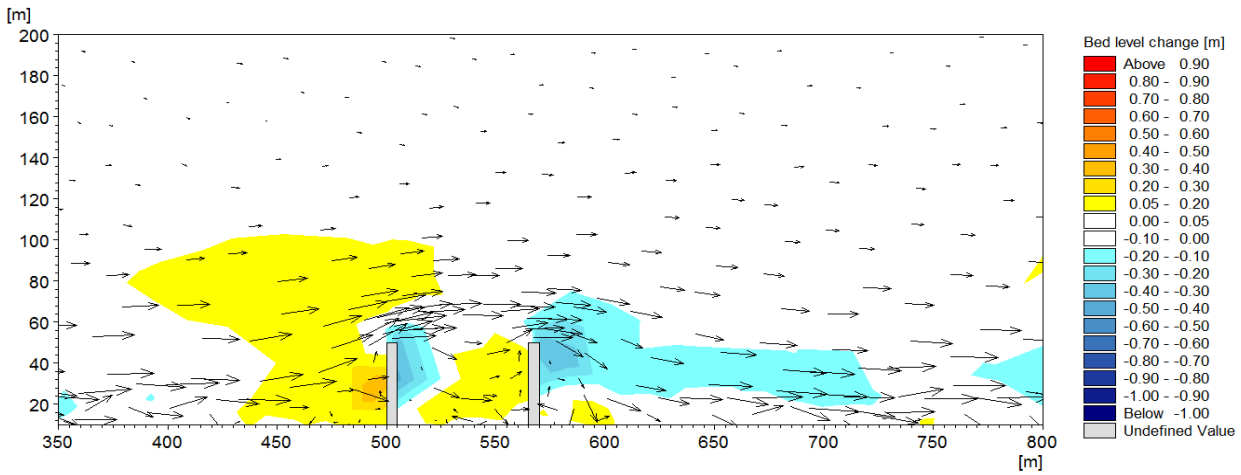 [m]
200
180
160
140
120
100
80
60
40
20
350 400 450 500 550 600 650 700 750 800
[m]
Bed level change [m]
Above 0.90
0.80 - 0.90
0.70 - 0.80
0.60 - 0.70
0.50 - 0.60
0.40 - 0.50
0.30 - 0.40
0.20 - 0.30
0.05 - 0.20
0.00 - 0.05
-0.10 - 0.00
-0.20 - -0.10
-0.30 - -0.20
-0.40 - -0.30
-0.50 - -0.40
-0.60 - -0.50
-0.70 - -0.60
-0.80 - -0.70
-0.90 - -0.80
-1.00 - -0.90
Below -1.00
Undefined Value